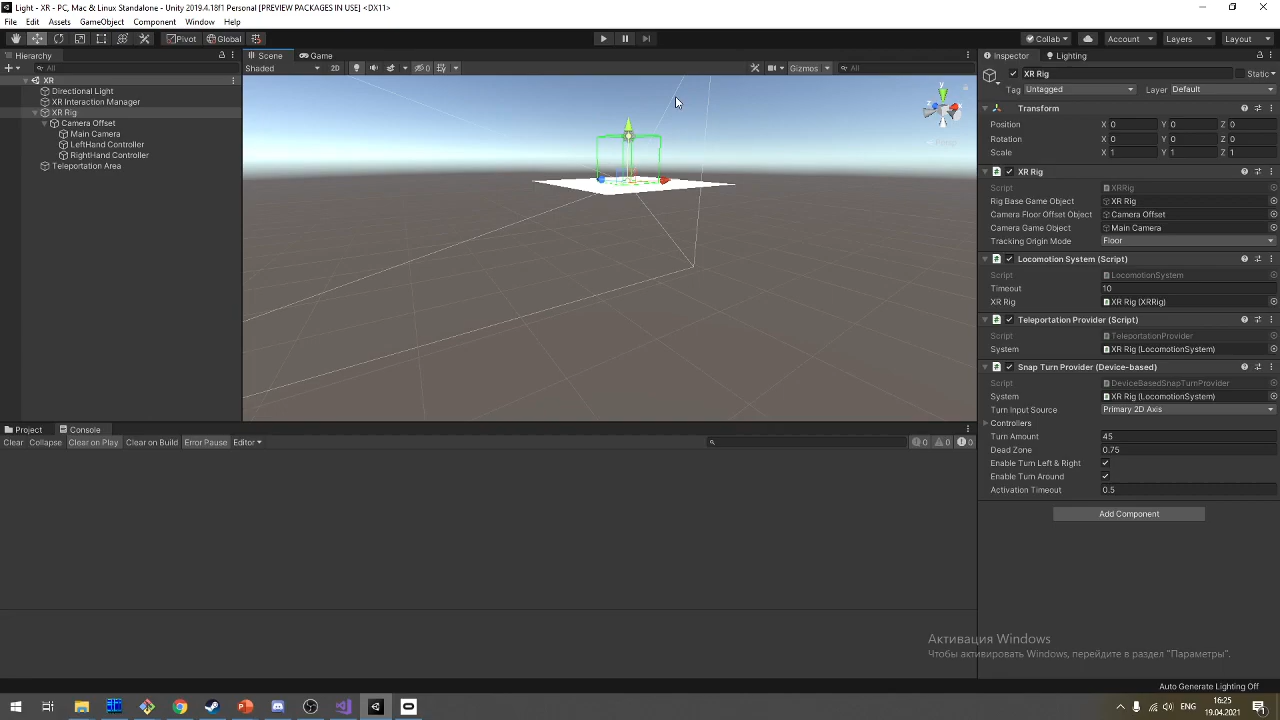 Light - XR - PC, Mac & Linux Standalone - Unity 2019.4.18f1 Personal [PREVIEW PACKAGES IN USE] <DX11>
File Edit Assets GameObject Component Window Help
Pivot Global Collab Account Layers Layout
Hierarchy Scene Game Inspector Lighting
All Shaded 2D 0 Gizmos All
XR
Directional Light
XR Interaction Manager
XR Rig
Camera Offset
Main Camera
LeftHand Controller
RightHand Controller
Teleportation Area
y
XR Rig Static
Tag Untagged Layer Default
Transform
Position X 0 Y 0 Z 0
Rotation X 0 Y 0 Z 0
Scale X 1 Y 1 Z 1
XR Rig
Script XRRig
Rig Base Game Object XR Rig
Camera Floor Offset Object Camera Offset
Camera Game Object Main Camera
Tracking Origin Mode Floor
Locomotion System (Script)
Script LocomotionSystem
Timeout 10
XR Rig XR Rig (XRRig)
Teleportation Provider (Script)
Script TeleportationProvider
System XR Rig (LocomotionSystem)
Snap Turn Provider (Device-based)
Script DeviceBasedSnapTurnProvider
System XR Rig (LocomotionSystem)
Turn Input Source Primary 2D Axis
Controllers
Turn Amount 45
Dead Zone 0.75
Enable Turn Left & Right
Enable Turn Around
Activation Timeout 0.5
Add Component
Project Console
Clear Collapse Clear on Play Clear on Build Error Pause Editor 0 0 0
Активация Windows
Чтобы активировать Windows, перейдите в раздел "Параметры".
Auto Generate Lighting Off
ENG
16:25
19.04.2021